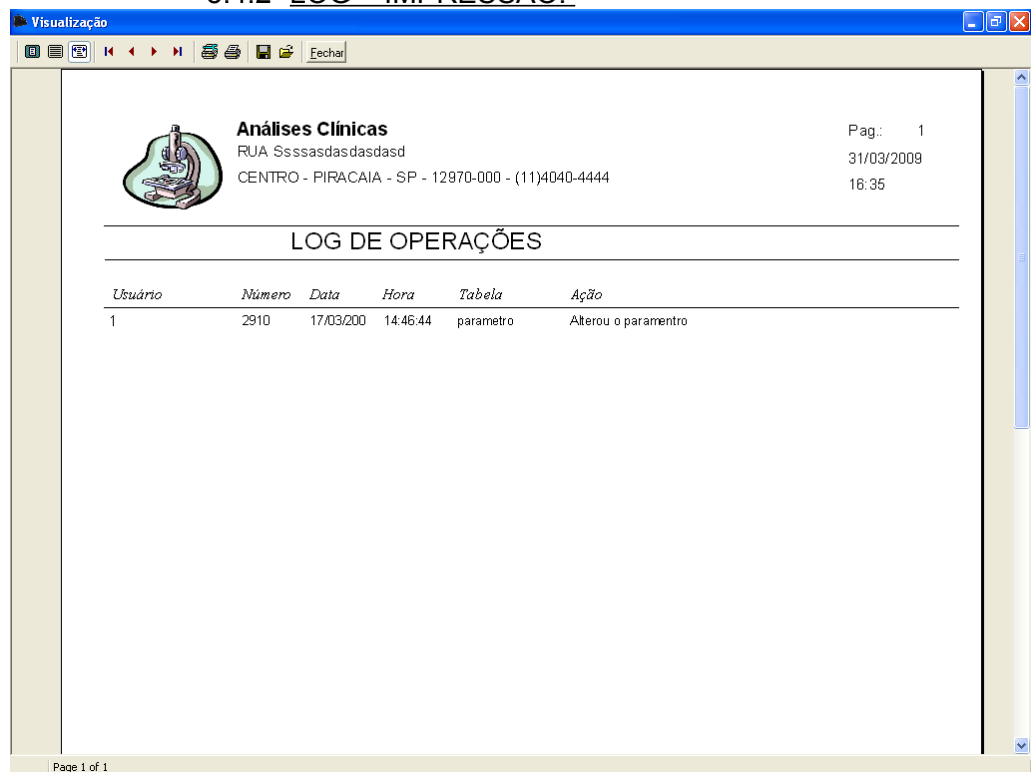 LOG - IMPRESSÃO:
Visualização
Fechar
Análises Clínicas
RUA Ssssasdasdasdasd
CENTRO - PIRACAIA - SP - 12970-000 - (11)4040-4444
Pag.: 1
31/03/2009
16:35
LOG DE OPERAÇÕES
Usuário Número Data Hora Tabela Ação
1 2910 17/03/200 14:46:44 parametro Alterou o paramentro
Page 1 of 1